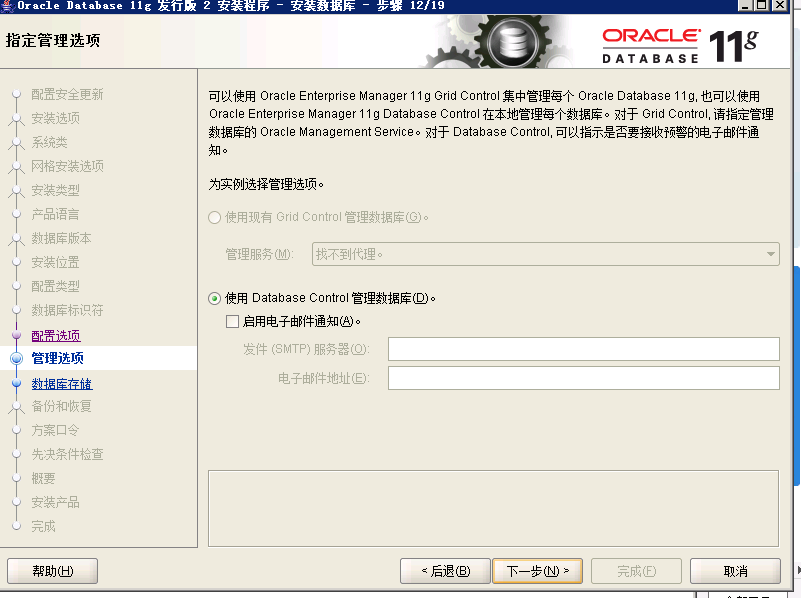 Oracle Database 11g 发行版 2 安装程序 - 安装数据库 - 步骤 12/19
指定管理选项
ORACLE
DATABASE 11g
配置安全更新
安装选项
系统类
网格安装选项
安装类型
产品语言
数据库版本
安装位置
配置类型
数据库标识符
配置选项
管理选项
数据库存储
备份和恢复
方案口令
先决条件检查
概要
安装产品
完成
可以使用 Oracle Enterprise Manager 11g Grid Control 集中管理每个 Oracle Database 11g, 也可以使用
Oracle Enterprise Manager 11g Database Control 在本地管理每个数据库。对于 Grid Control, 请指定管理
数据库的 Oracle Management Service。对于 Database Control, 可以指示是否要接收预警的电子邮件通
知。
为实例选择管理选项。
使用现有 Grid Control 管理数据库(G)。
管理服务(M): 找不到代理。
使用 Database Control 管理数据库(D)。
启用电子邮件通知(A)。
发件 (SMTP) 服务器(O):
电子邮件地址(E):
帮助(H)
< 后退(B)
下一步(N) >
完成(F)
取消